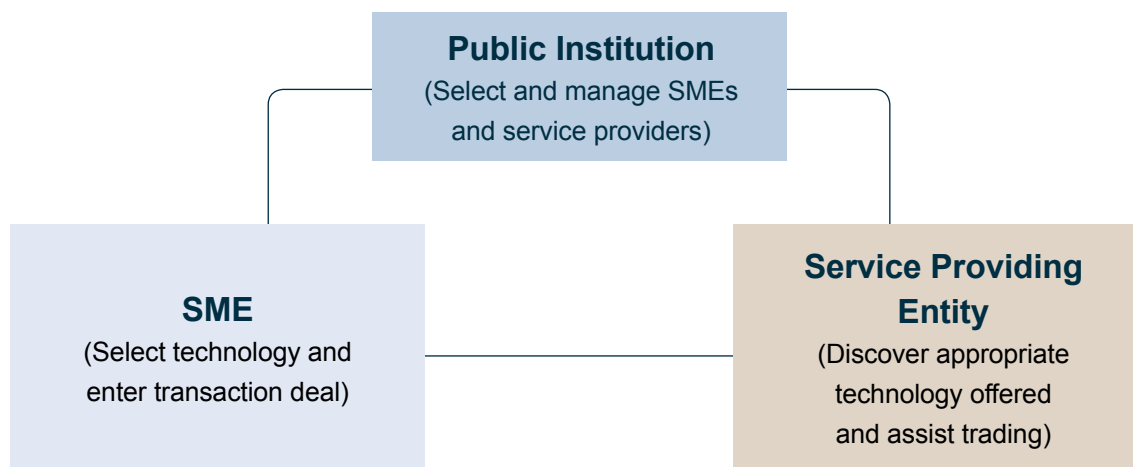 Public Institution
(Select and manage SMEs
and service providers)
SME
(Select technology and
enter transaction deal)
Service Providing
Entity
(Discover appropriate
technology offered
and assist trading)